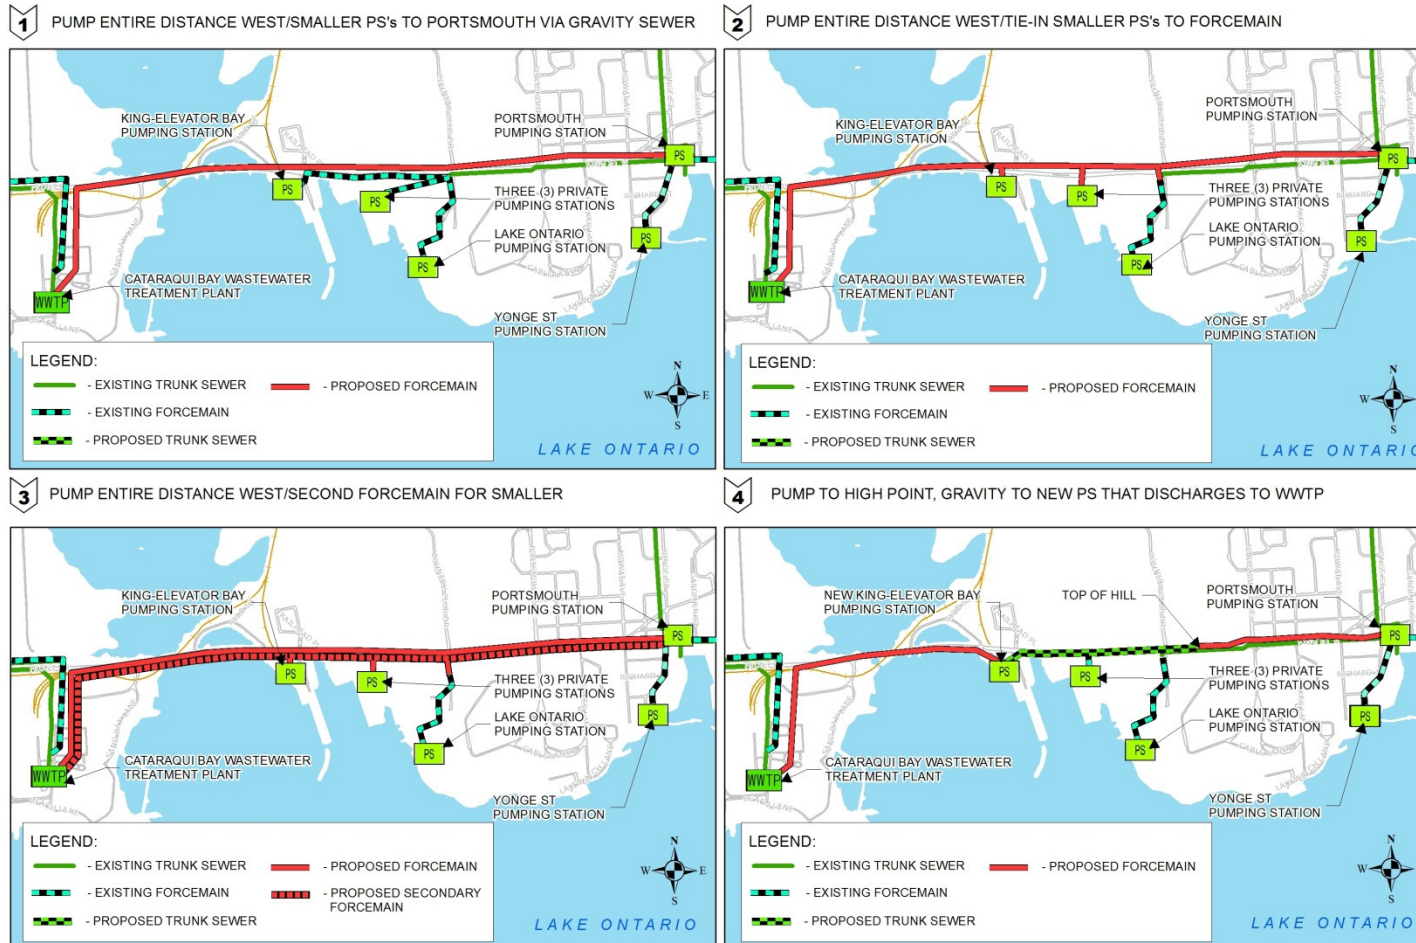 1 PUMP ENTIRE DISTANCE WEST/SMALLER PS's TO PORTSMOUTH VIA GRAVITY SEWER
KING-ELEVATOR BAY
PUMPING STATION
PORTSMOUTH
PUMPING STATION
PS
PS
PS
THREE (3) PRIVATE
PUMPING STATIONS
LAKE ONTARIO
PUMPING STATION
PS
PS
CATARAQUI BAY WASTEWATER
TREATMENT PLANT
WWTP
YONGE ST
PUMPING STATION
LEGEND:
- EXISTING TRUNK SEWER
- PROPOSED FORCEMAIN
- EXISTING FORCEMAIN
- PROPOSED TRUNK SEWER
N
W E
S
LAKE ONTARIO
2 PUMP ENTIRE DISTANCE WEST/TIE-IN SMALLER PS's TO FORCEMAIN
KING-ELEVATOR BAY
PUMPING STATION
PORTSMOUTH
PUMPING STATION
PS
PS
PS
THREE (3) PRIVATE
PUMPING STATIONS
LAKE ONTARIO
PUMPING STATION
PS
PS
CATARAQUI BAY WASTEWATER
TREATMENT PLANT
WWTP
YONGE ST
PUMPING STATION
LEGEND:
- EXISTING TRUNK SEWER
- PROPOSED FORCEMAIN
- EXISTING FORCEMAIN
- PROPOSED TRUNK SEWER
N
W
S
LAKE ONTARIO
3 PUMP ENTIRE DISTANCE WEST/SECOND FORCEMAIN FOR SMALLER
KING-ELEVATOR BAY
PUMPING STATION
PORTSMOUTH
PUMPING STATION
PS
PS
PS
THREE (3) PRIVATE
PUMPING STATIONS
LAKE ONTARIO
PUMPING STATION
PS
PS
CATARAQUI BAY WASTEWATER
TREATMENT PLANT
WWTP
YONGE ST
PUMPING STATION
LEGEND:
- EXISTING TRUNK SEWER
- PROPOSED FORCEMAIN
- EXISTING FORCEMAIN
- PROPOSED SECONDARY
FORCEMAIN
- PROPOSED TRUNK SEWER
N
W E
S
LAKE ONTARIO
4 PUMP TO HIGH POINT, GRAVITY TO NEW PS THAT DISCHARGES TO WWTP
NEW KING-ELEVATOR BAY
PUMPING STATION
TOP OF HILL
PORTSMOUTH
PUMPING STATION
PS
PS
PS
THREE (3) PRIVATE
PUMPING STATIONS
LAKE ONTARIO
PUMPING STATION
PS
PS
CATARAQUI BAY WASTEWATER
TREATMENT PLANT
WWTP
YONGE ST
PUMPING STATION
LEGEND:
- EXISTING TRUNK SEWER
- PROPOSED FORCEMAIN
- EXISTING FORCEMAIN
- PROPOSED TRUNK SEWER
N
W
S
LAKE ONTARIO